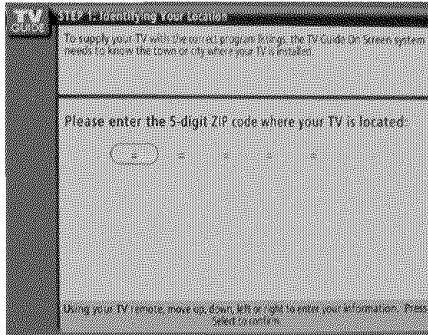 TV
GUIDE
STEP 1: Identifying Your Location
To supply your TV with the correct program listings, the TV Guide On Screen system
needs to know the town or city where your TV is installed.
Please enter the 5-digit ZIP code where your TV is located:
Using your TV remote, move up, down, left or right to enter your information. Press
Select to confirm.